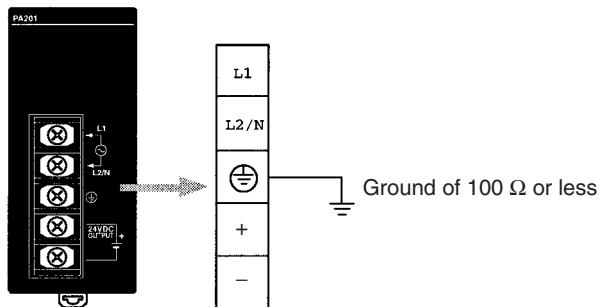 PA201
L1
L2/N
24VDC
OUTPUT
+
L1
L2/N
+
−
Ground of 100 Ω or less